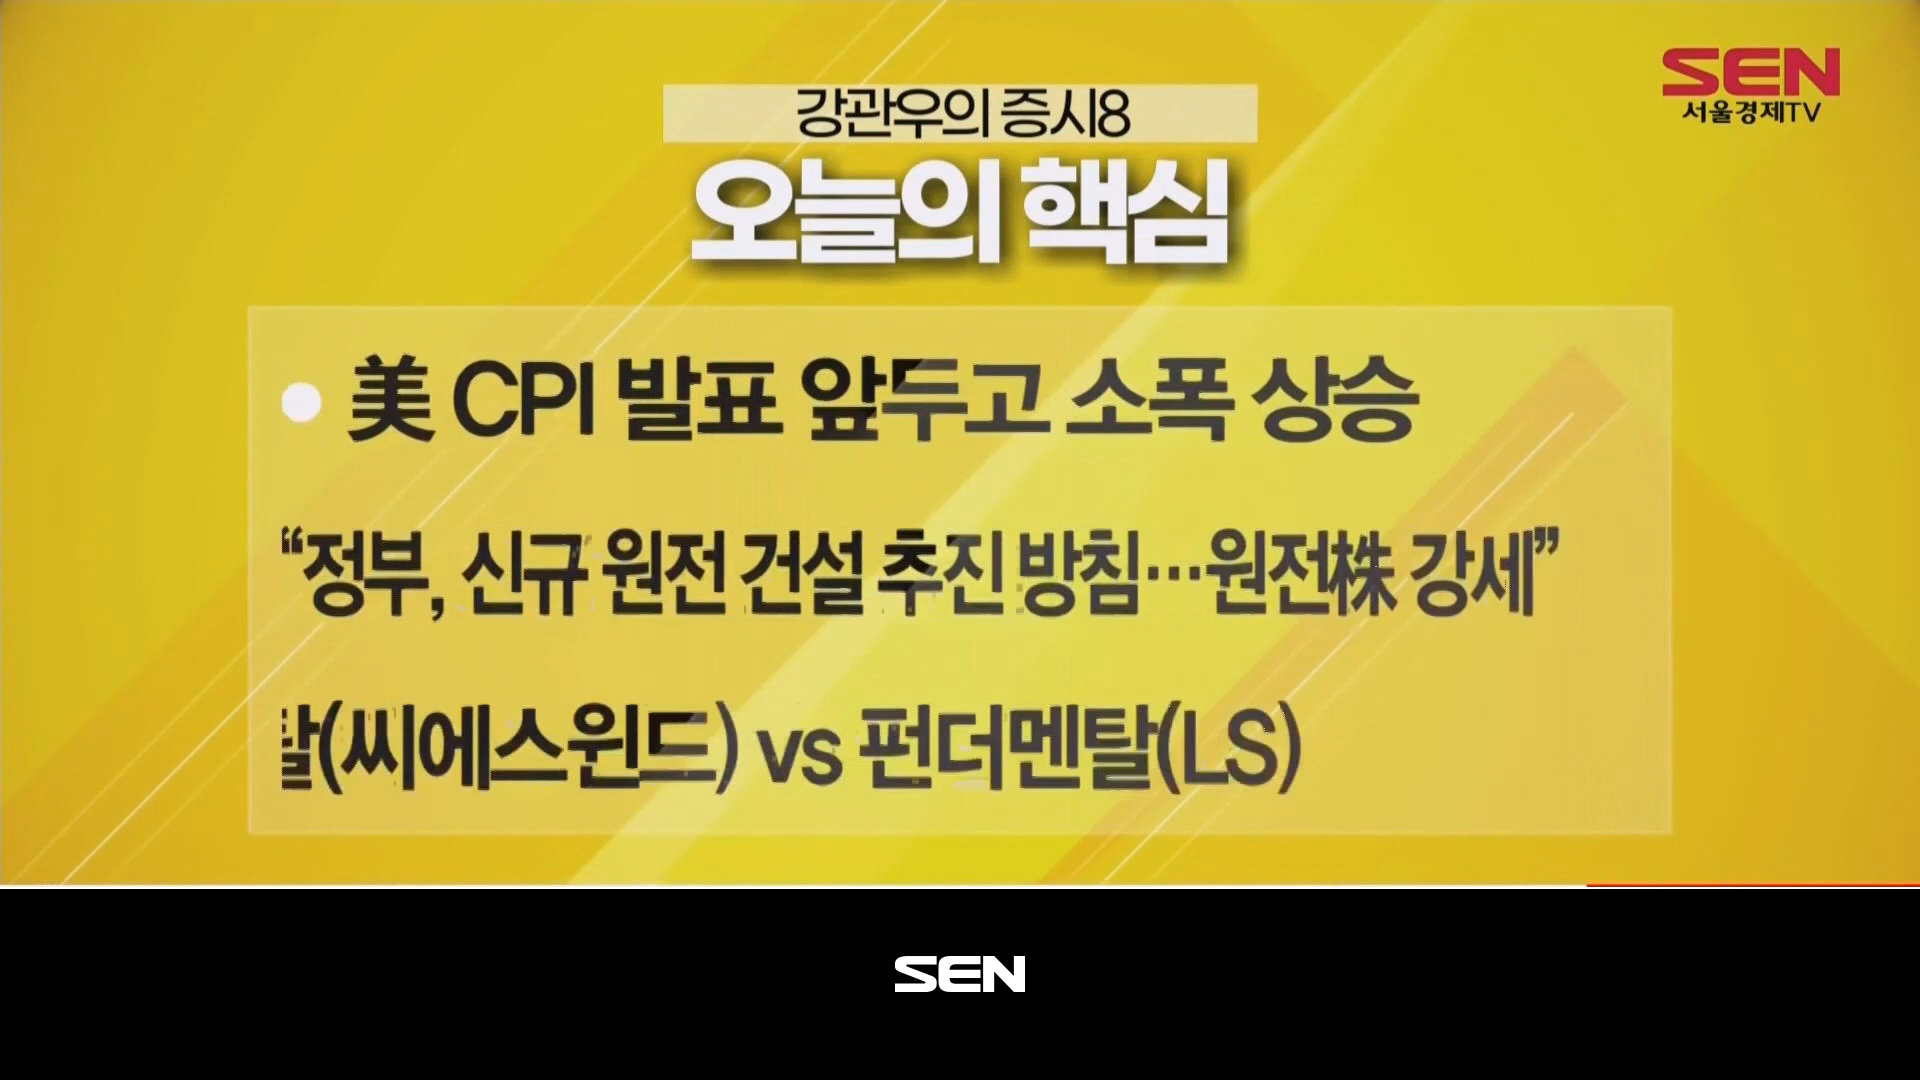 강관우의 증시8
SEN
서울경제TV
오늘의 핵심
美 CPI 발표 앞두고 소폭 상승
“정부, 신규 원전 건설 추진 방침…원전株 강세”
탈(씨에스윈드) vs 펀더멘탈(LS)
SEN